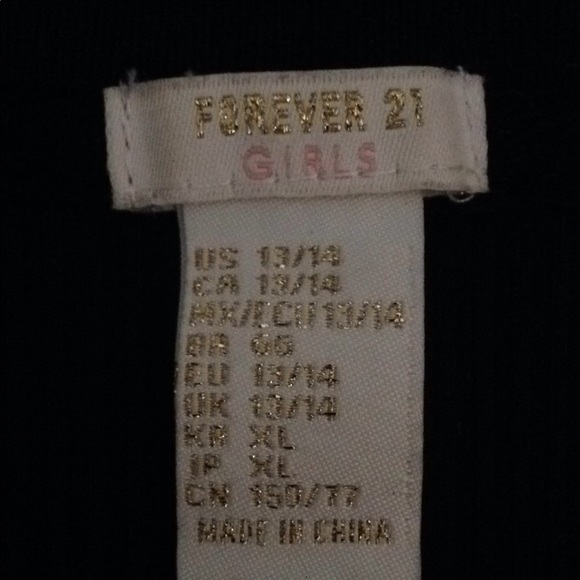 FOREVER 21
GIRLS
US 13/14
CA 13/14
MX/ECU 13/14
BR GG
EU 13/14
UK 13/14
KR XL
JP XL
CN 150/77
MADE IN CHINA